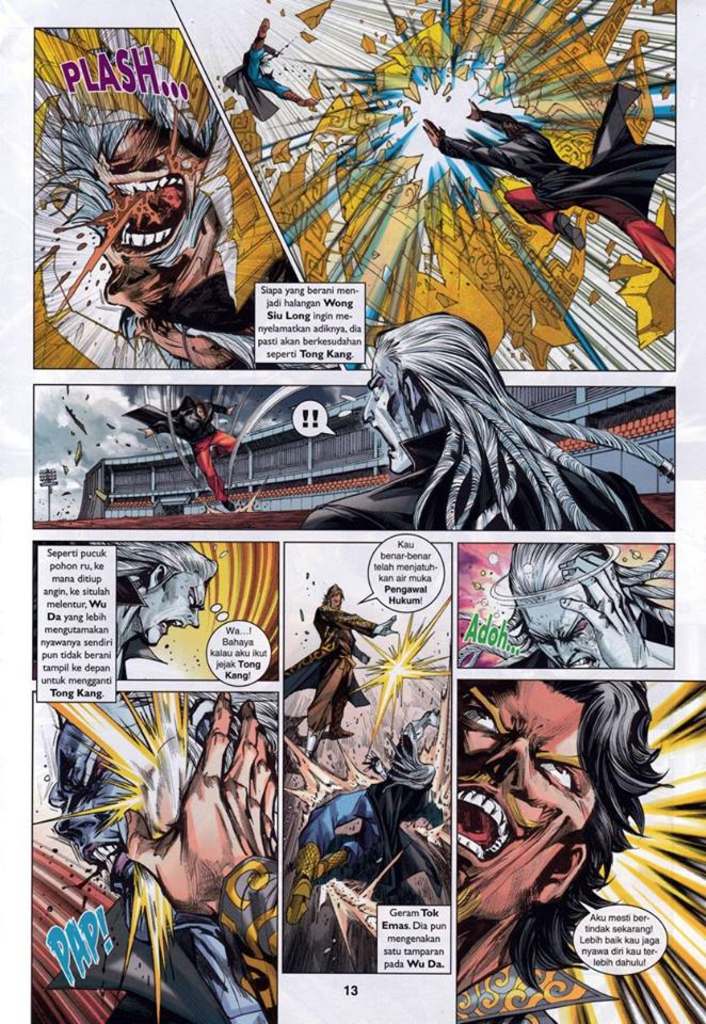 PLASH...
Siapa yang berani men-
jadi halangan Wong
Siu Long ingin me-
nyelamatkan adiknya, dia
pasti akan berkesudahan
seperti Tong Kang.
!!
Seperti pucuk
pohon ru, ke
mana ditiup
angin, ke situlah
melentur, Wu
Da yang lebih
mengutamakan
nyawanya sendiri
pun tidak berani
tampil ke depan
untuk mengganti
Tong Kang.
Wa...!
Bahaya
kalau aku ikut
jejak Tong
Kang!
PAP!
Kau
benar-benar
telah menjatuh-
kan air muka
Pengawal
Hukum!
Geram Tok
Emas. Dia pun
mengenakan
satu tamparan
pada Wu Da.
Adoh...
Aku mesti ber-
tindak sekarang!
Lebih baik kau jaga
nyawa diri kau ter-
lebih dahulu!
13